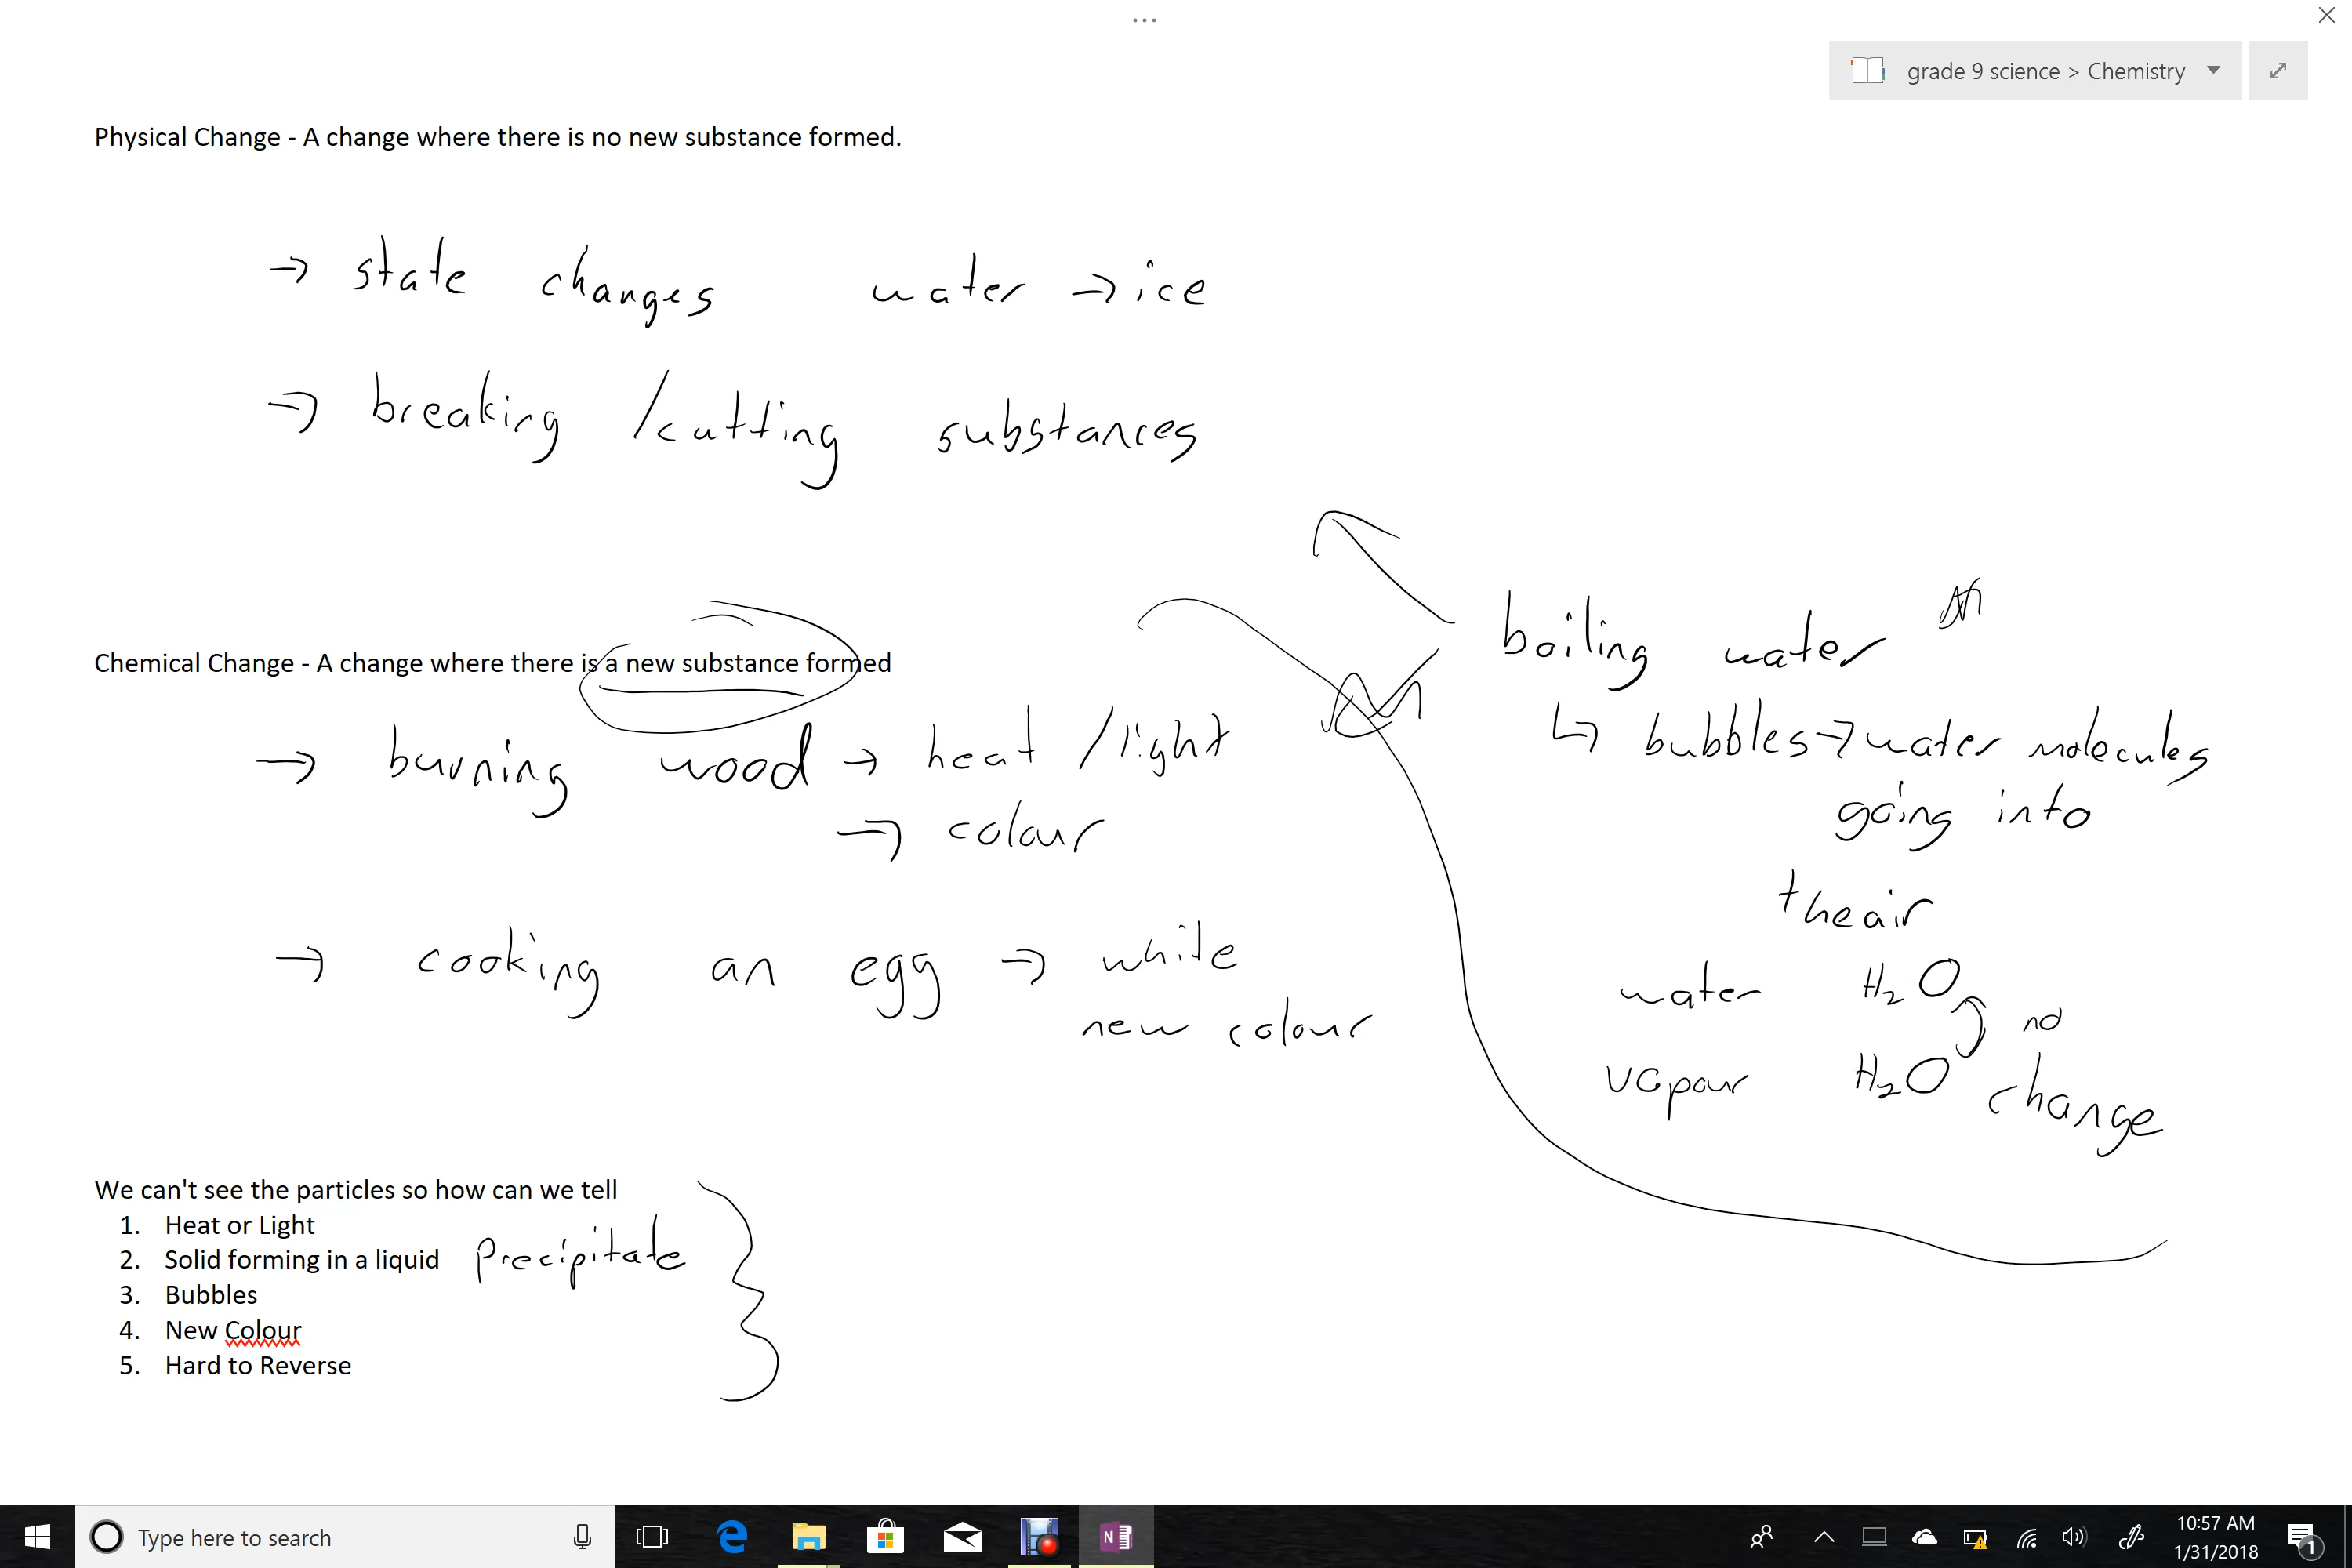 grade 9 science > Chemistry
Physical Change - A change where there is no new substance formed.
→ state changes water → ice
→ breaking /cutting substances
Chemical Change - A change where there is a new substance formed
→ burning wood → heat /light
→ colour
→ cooking an egg → white
new colour
boiling water
↳ bubbles → water molecules
going into
the air
water H₂O
no
vapour H₂O
change
We can't see the particles so how can we tell
1. Heat or Light
2. Solid forming in a liquid Precipitate
3. Bubbles
4. New Colour
5. Hard to Reverse
Type here to search
10:57 AM
1/31/2018
1